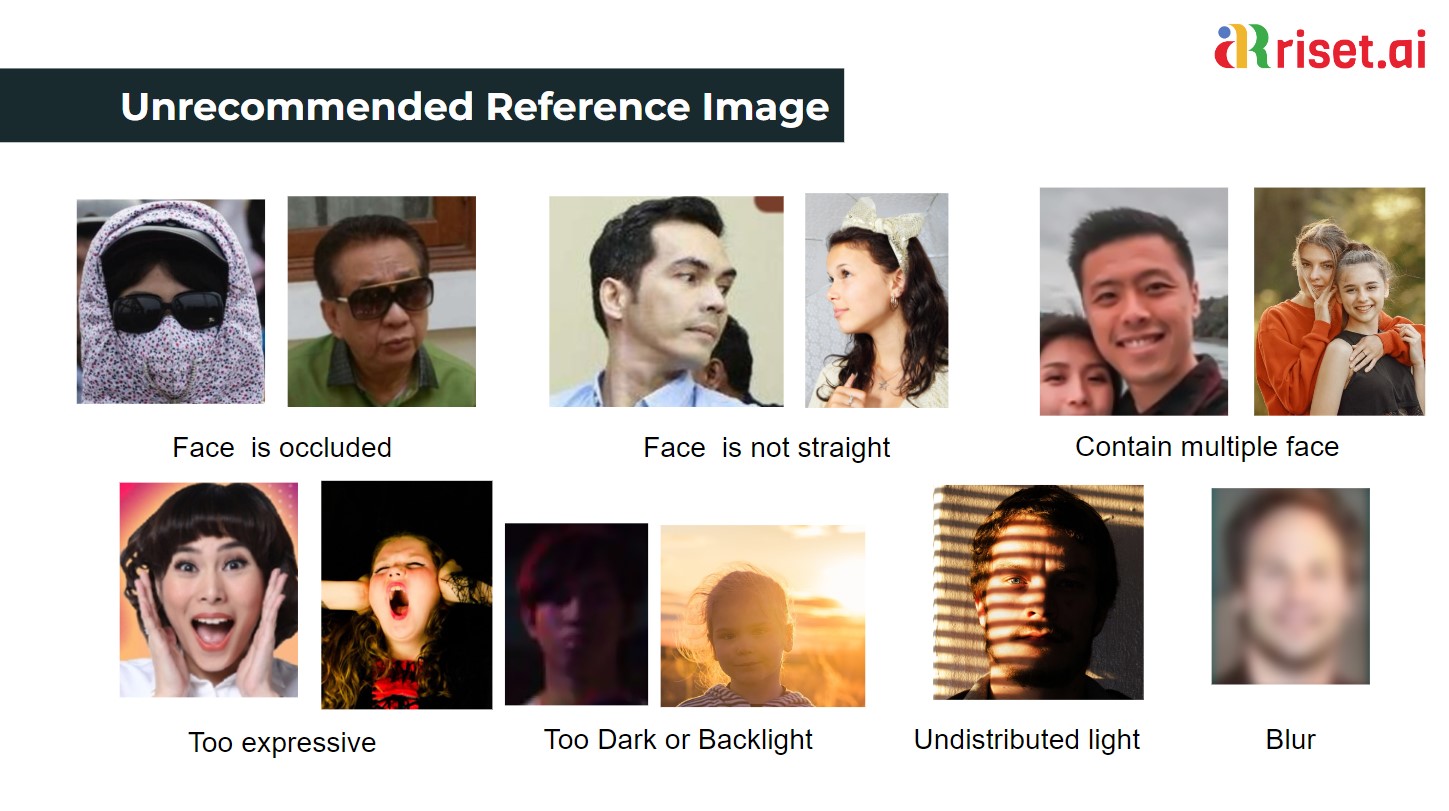 riset.ai
Unrecommended Reference Image
Face is occluded
Face is not straight
Contain multiple face
Too expressive
Too Dark or Backlight
Undistributed light
Blur